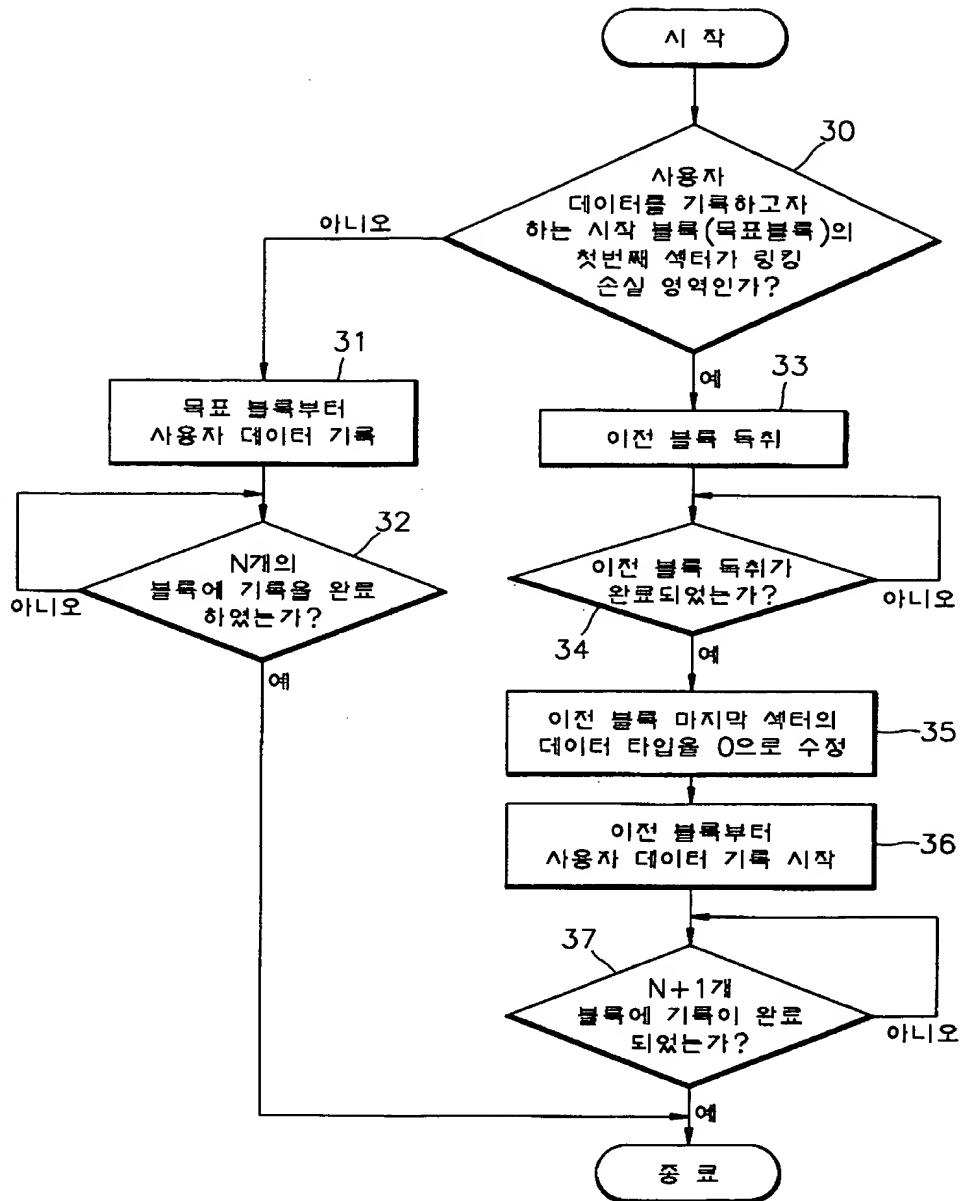 시 작
30
사용자
데이터를 기록하고자
하는 시작 블록(목표블록)의
첫번째 섹터가 링킹
손실 영역인가?
아니오
예
31
목표 블록부터
사용자 데이터 기록
32
N개의
블록에 기록을 완료
하였는가?
아니오
예
33
이전 블록 독취
34
이전 블록 독취가
완료되었는가?
아니오
예
35
이전 블록 마지막 섹터의
데이터 타입을 0으로 수정
36
이전 블록부터
사용자 데이터 기록 시작
37
N+1개
블록에 기록이 완료
되었는가?
아니오
예
종 료